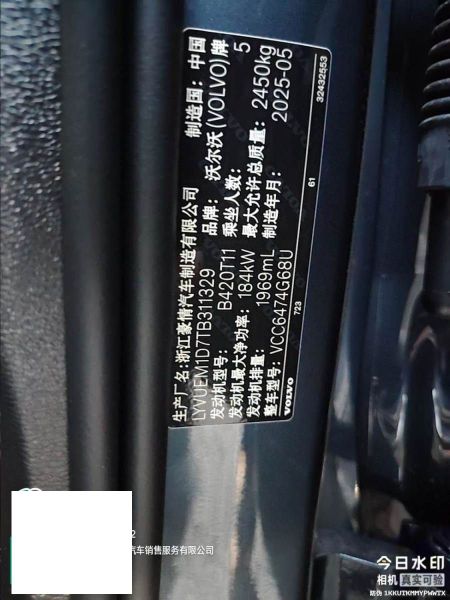 生产厂名:浙江豪情汽车制造有限公司 制造国: 中国
LYVUEM1D7TB311329 品牌: 沃尔沃(VOLVO)牌
发动机型号: B420T11 乘坐人数: 5
发动机最大净功率: 184kW 最大允许总质量: 2450kg
发动机排量: 1969mL 制造年月: 2025-05
整车型号: VCC6474G68U
VOLVO 723 61 32432553
2
汽车销售服务有限公司
今日水印
相机 真实可验
防伪 1KKUTKMMYPWWTX